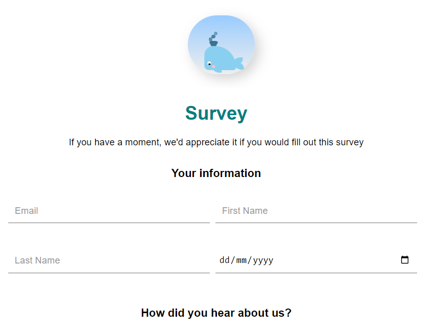 Survey
If you have a moment, we'd appreciate it if you would fill out this survey
Your information
Email
First Name
Last Name
dd/mm/yyyy
How did you hear about us?